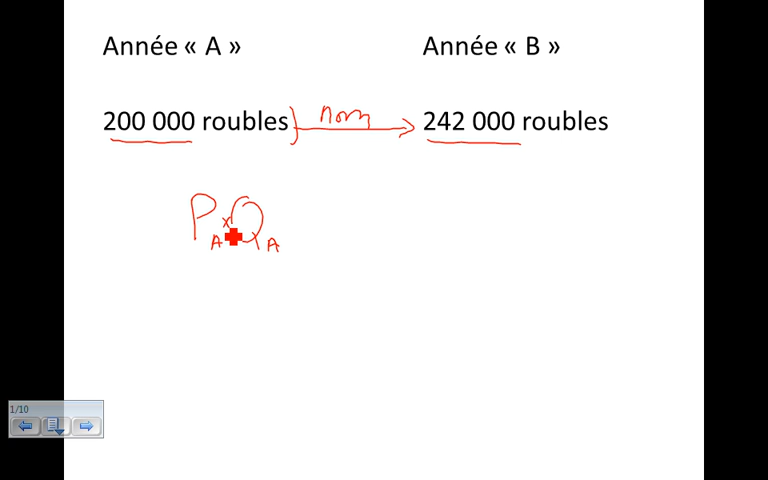 Année « A » Année « B »
200 000 roubles nom 242 000 roubles
P A x Q A
1/10